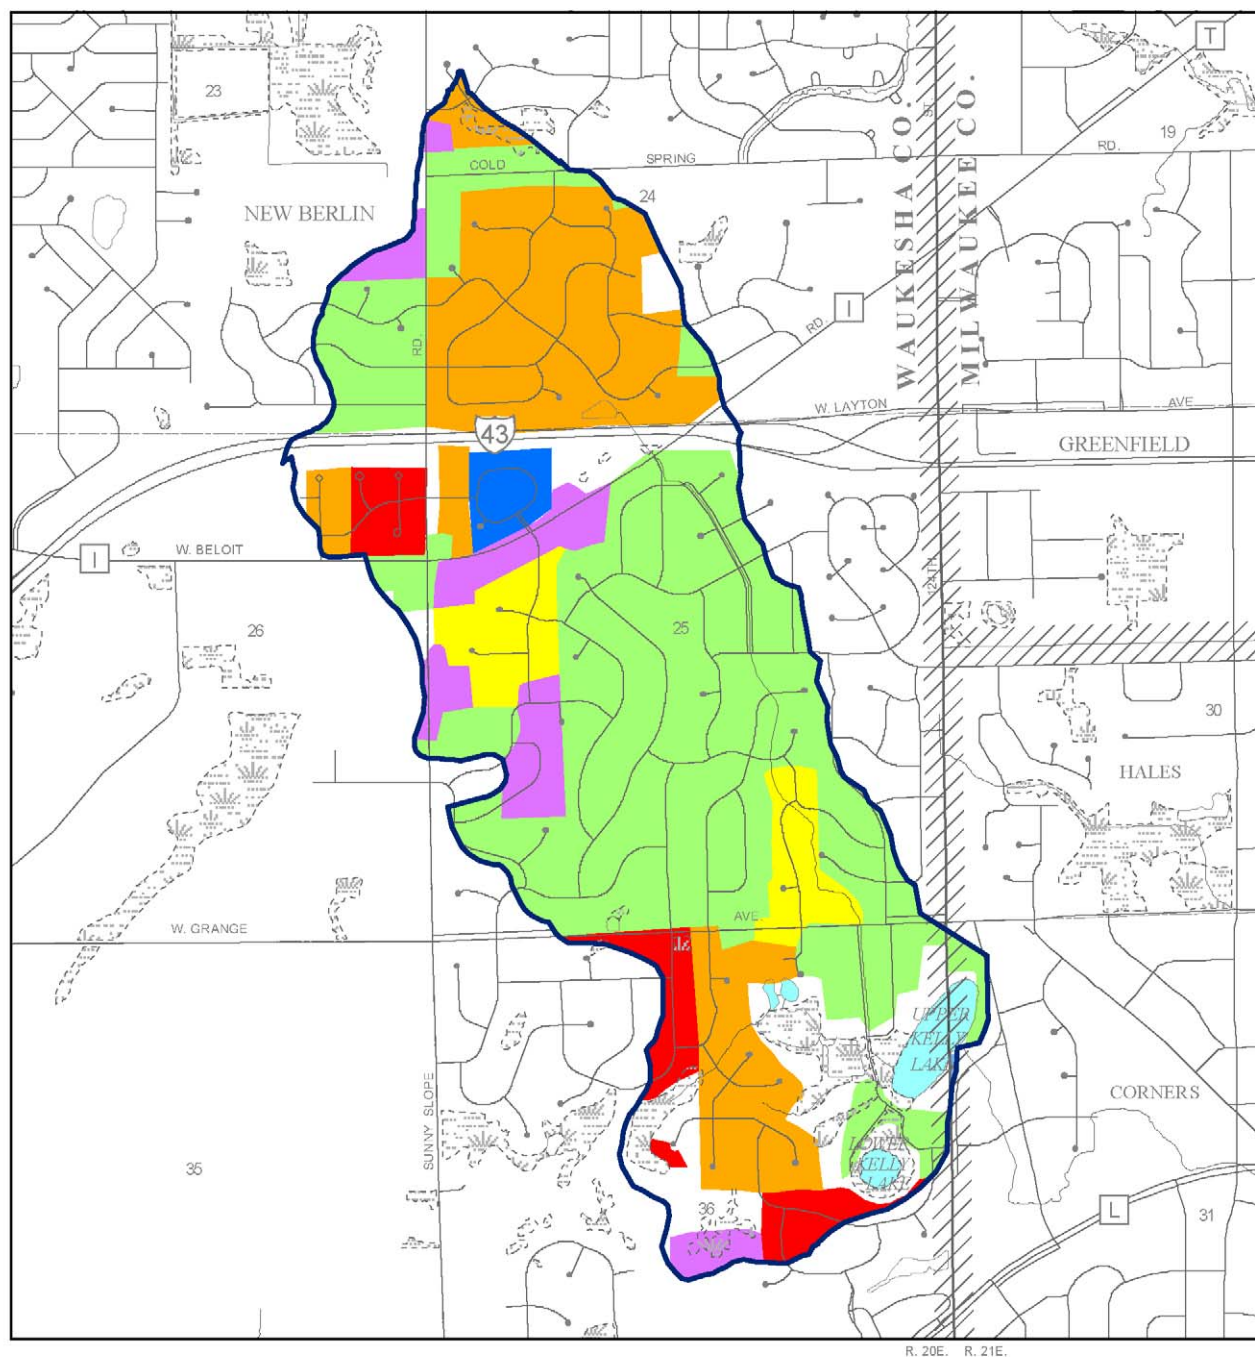 T
23
19
COLD
SPRING
RD.
24
NEW BERLIN
WAUKESHA CO.
MILWAUKEE CO.
ST.
I
RD.
RD.
W. LAYTON
AVE
43
GREENFIELD
W. BELOIT
I
124TH
26
25
30
HALES
W. GRANGE
AVE.
UPPER
KELLY
LAKE
CORNERS
SUNNY SLOPE
LOWER
KELLY
LAKE
35
36
L
31
R. 20E.
R. 21E.